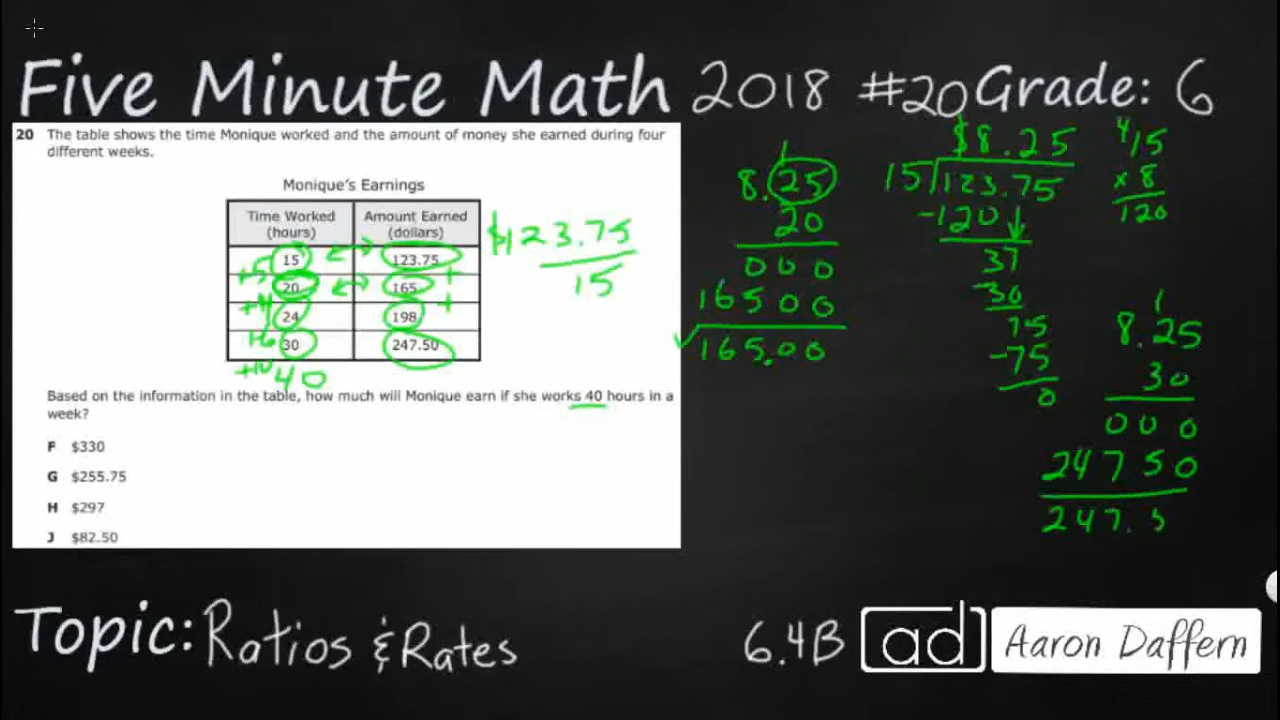 Five Minute Math 2018 #20 Grade: 6
20 The table shows the time Monique worked and the amount of money she earned during four
different weeks.
Monique's Earnings
Time Worked (hours) Amount Earned (dollars)
15 123.75
20 165
24 198
30 247.50
+5
+4
+6
+10 40
+
+
Based on the information in the table, how much will Monique earn if she works 40 hours in a
week?
F $330
G $255.75
H $297
J $82.50
$123.75
15
1
8.25
20
000
16500
165.00
$8.25
15 123.75
-120
37
-30
75
-75
0
4
15
x 8
120
1
8.25
30
000
24750
247.5
Topic: Ratios & Rates
6.4B
ad Aaron Daffern